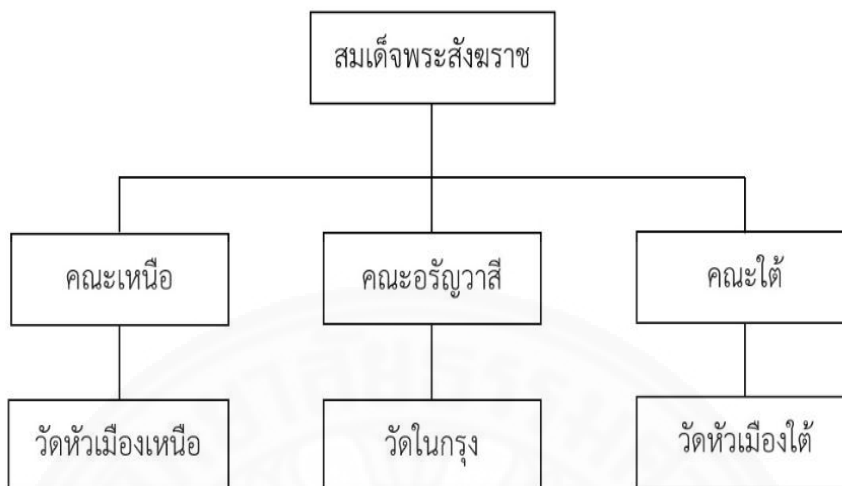 สมเด็จพระสังฆราช
คณะเหนือ
คณะอรัญวาสี
คณะใต้
วัดหัวเมืองเหนือ
วัดในกรุง
วัดหัวเมืองใต้